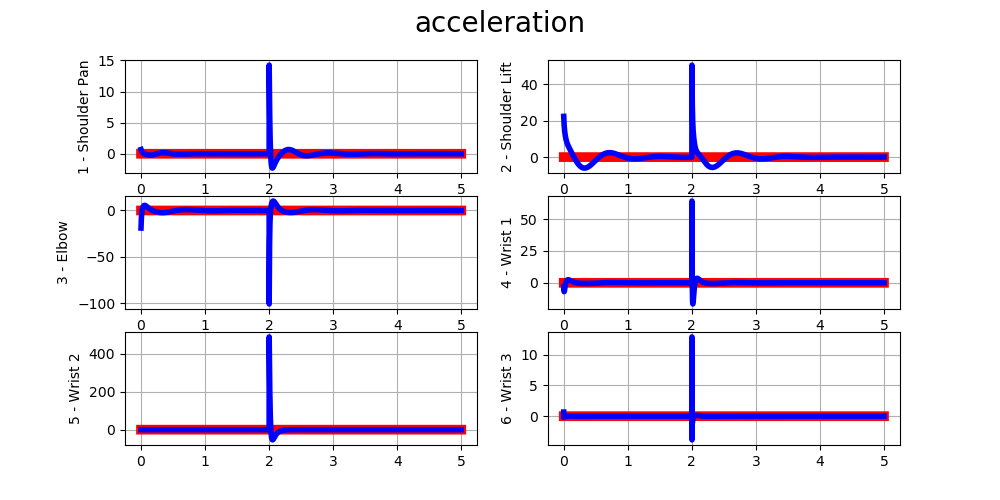 acceleration
1 - Shoulder Pan
15
10
5
0
0 1 2 3 4 5
2 - Shoulder Lift
40
20
0
0 1 2 3 4 5
3 - Elbow
0
−50
−100
0 1 2 3 4 5
4 - Wrist 1
50
25
0
0 1 2 3 4 5
5 - Wrist 2
400
200
0
0 1 2 3 4 5
6 - Wrist 3
10
5
0
0 1 2 3 4 5